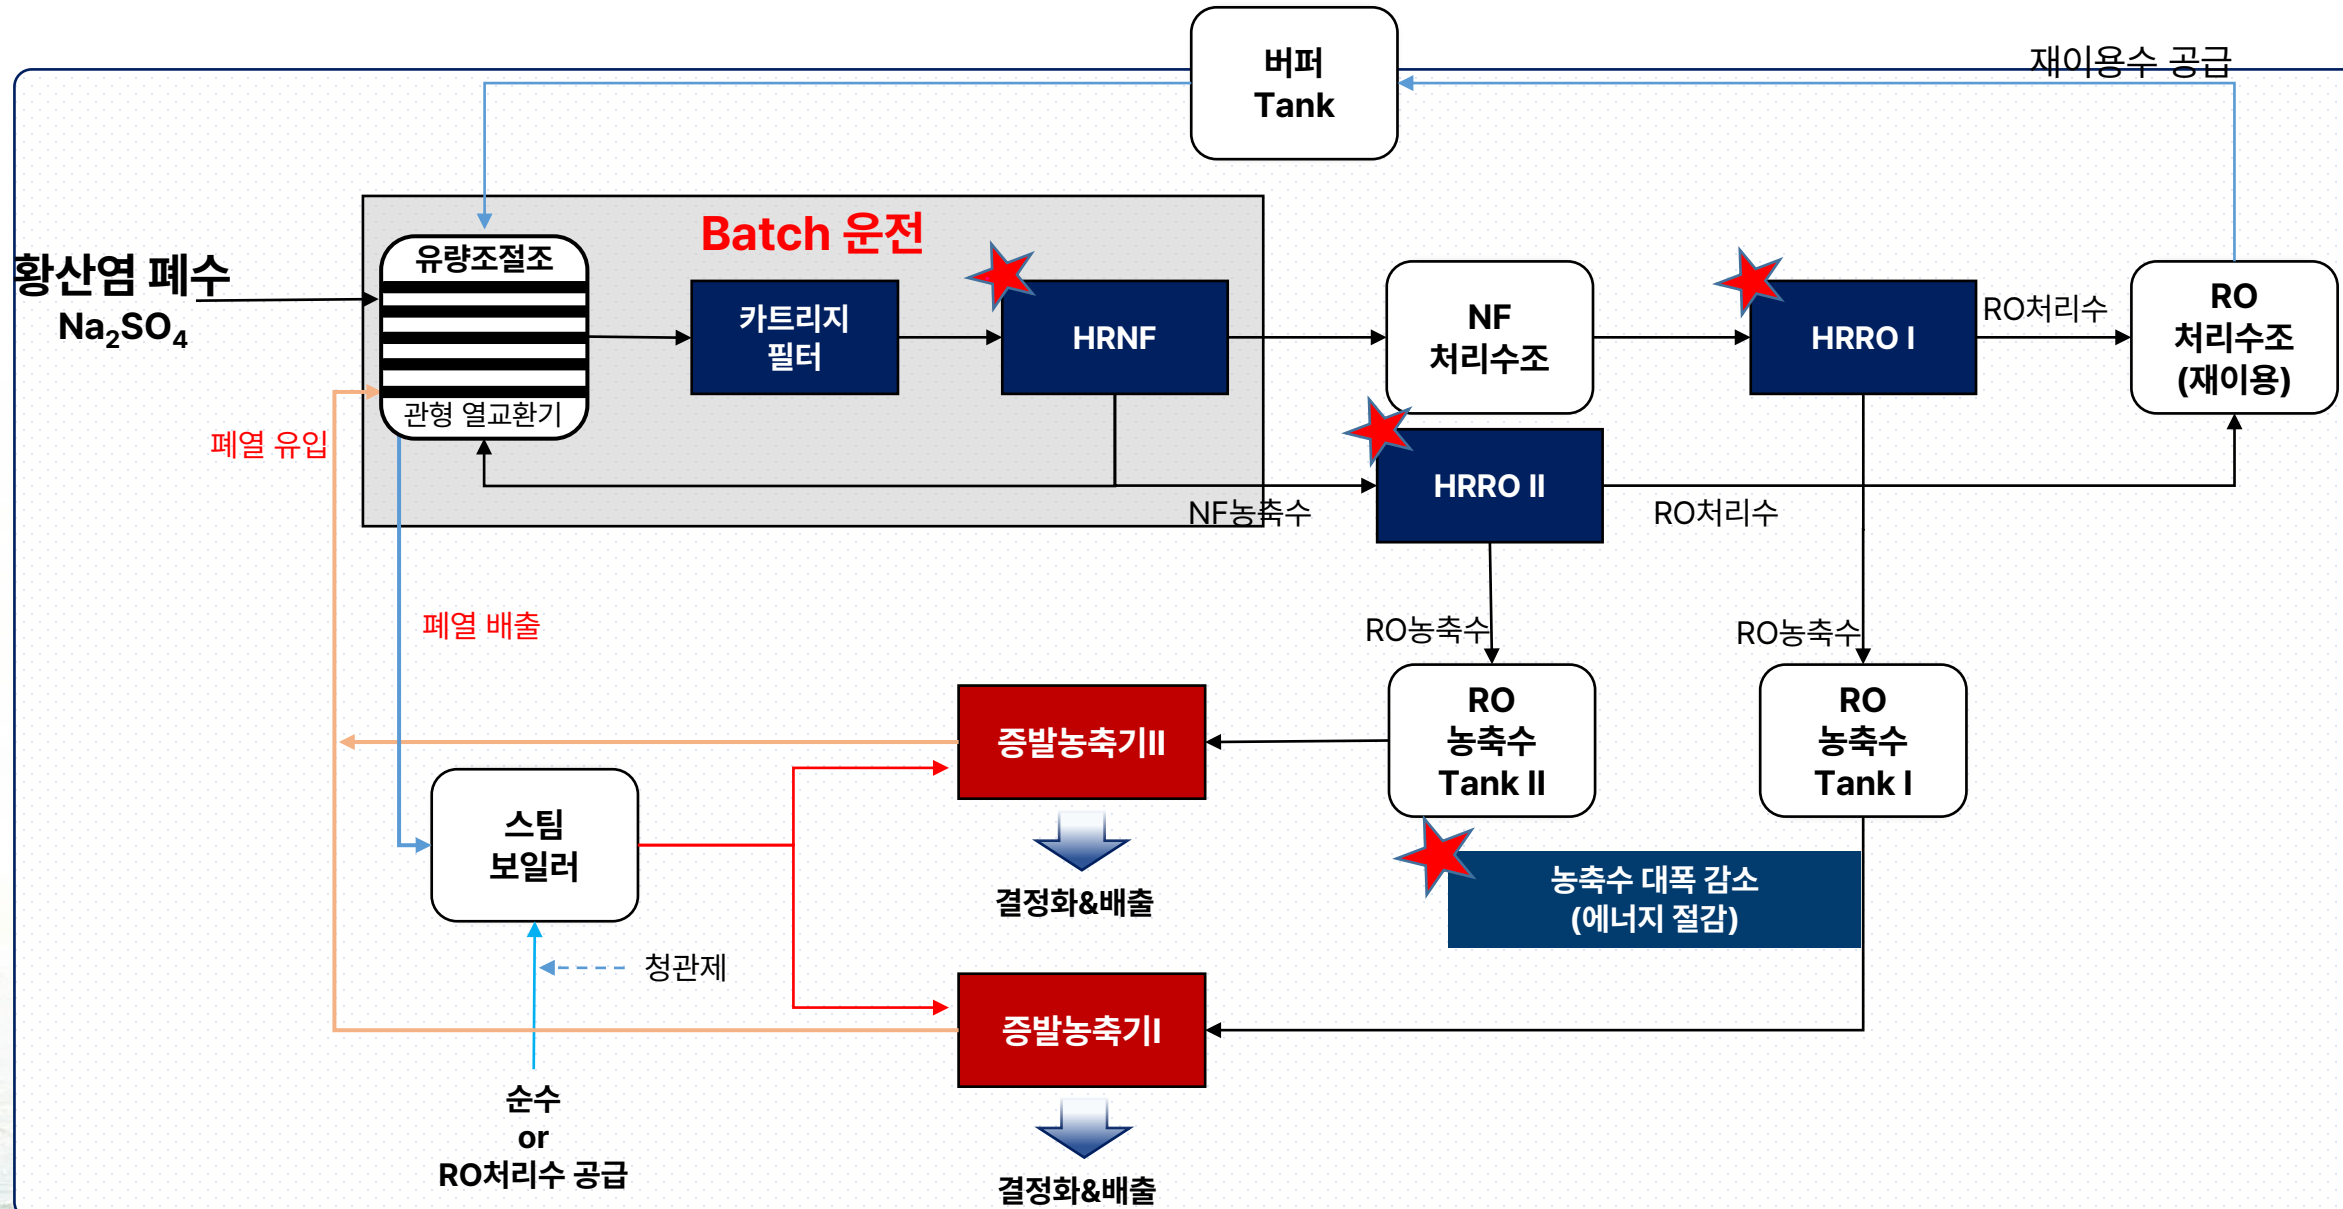 버퍼
Tank
재이용수 공급
Batch 운전
황산염 폐수
Na₂SO₄
유량조절조
관형 열교환기
카트리지
필터
HRNF
NF
처리수조
HRRO I
RO처리수
RO
처리수조
(재이용)
폐열 유입
HRRO II
NF농축수
RO처리수
폐열 배출
RO농축수
RO농축수
증발농축기II
RO
농축수
Tank II
RO
농축수
Tank I
스팀
보일러
결정화&배출
농축수 대폭 감소
(에너지 절감)
청관제
증발농축기I
순수
or
RO처리수 공급
결정화&배출